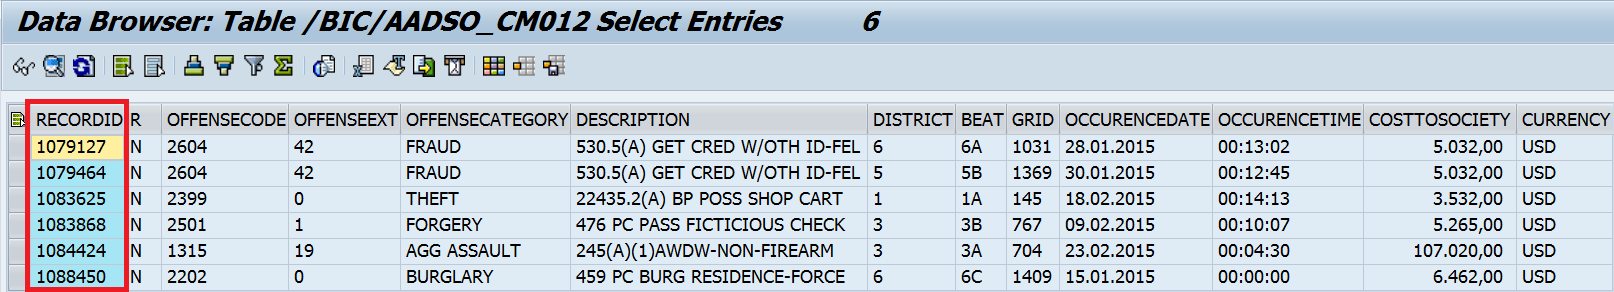 Data Browser: Table /BIC/AADSO_CM012 Select Entries 6
RECORDID R OFFENSECODE OFFENSEEXT OFFENSECATEGORY DESCRIPTION DISTRICT BEAT GRID OCCURENCEDATE OCCURENCETIME COSTTOSOCIETY CURRENCY
1079127 N 2604 42 FRAUD 530.5(A) GET CRED W/OTH ID-FEL 6 6A 1031 28.01.2015 00:13:02 5.032,00 USD
1079464 N 2604 42 FRAUD 530.5(A) GET CRED W/OTH ID-FEL 5 5B 1369 30.01.2015 00:12:45 5.032,00 USD
1083625 N 2399 0 THEFT 22435.2(A) BP POSS SHOP CART 1 1A 145 18.02.2015 00:14:13 3.532,00 USD
1083868 N 2501 1 FORGERY 476 PC PASS FICTICIOUS CHECK 3 3B 767 09.02.2015 00:10:07 5.265,00 USD
1084424 N 1315 19 AGG ASSAULT 245(A)(1)AWDW-NON-FIREARM 3 3A 704 23.02.2015 00:04:30 107.020,00 USD
1088450 N 2202 0 BURGLARY 459 PC BURG RESIDENCE-FORCE 6 6C 1409 15.01.2015 00:00:00 6.462,00 USD